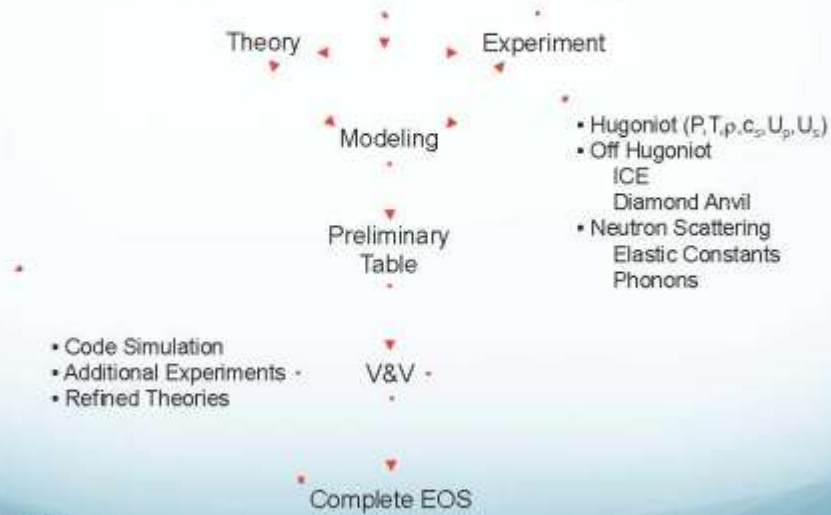 Theory
Experiment
Modeling
▪ Hugoniot (P,T,ρ,cₛ,Uₚ,Uₛ)
▪ Off Hugoniot
ICE
Diamond Anvil
▪ Neutron Scattering
Elastic Constants
Phonons
Preliminary
Table
▪ Code Simulation
▪ Additional Experiments
▪ Refined Theories
V&V
Complete EOS